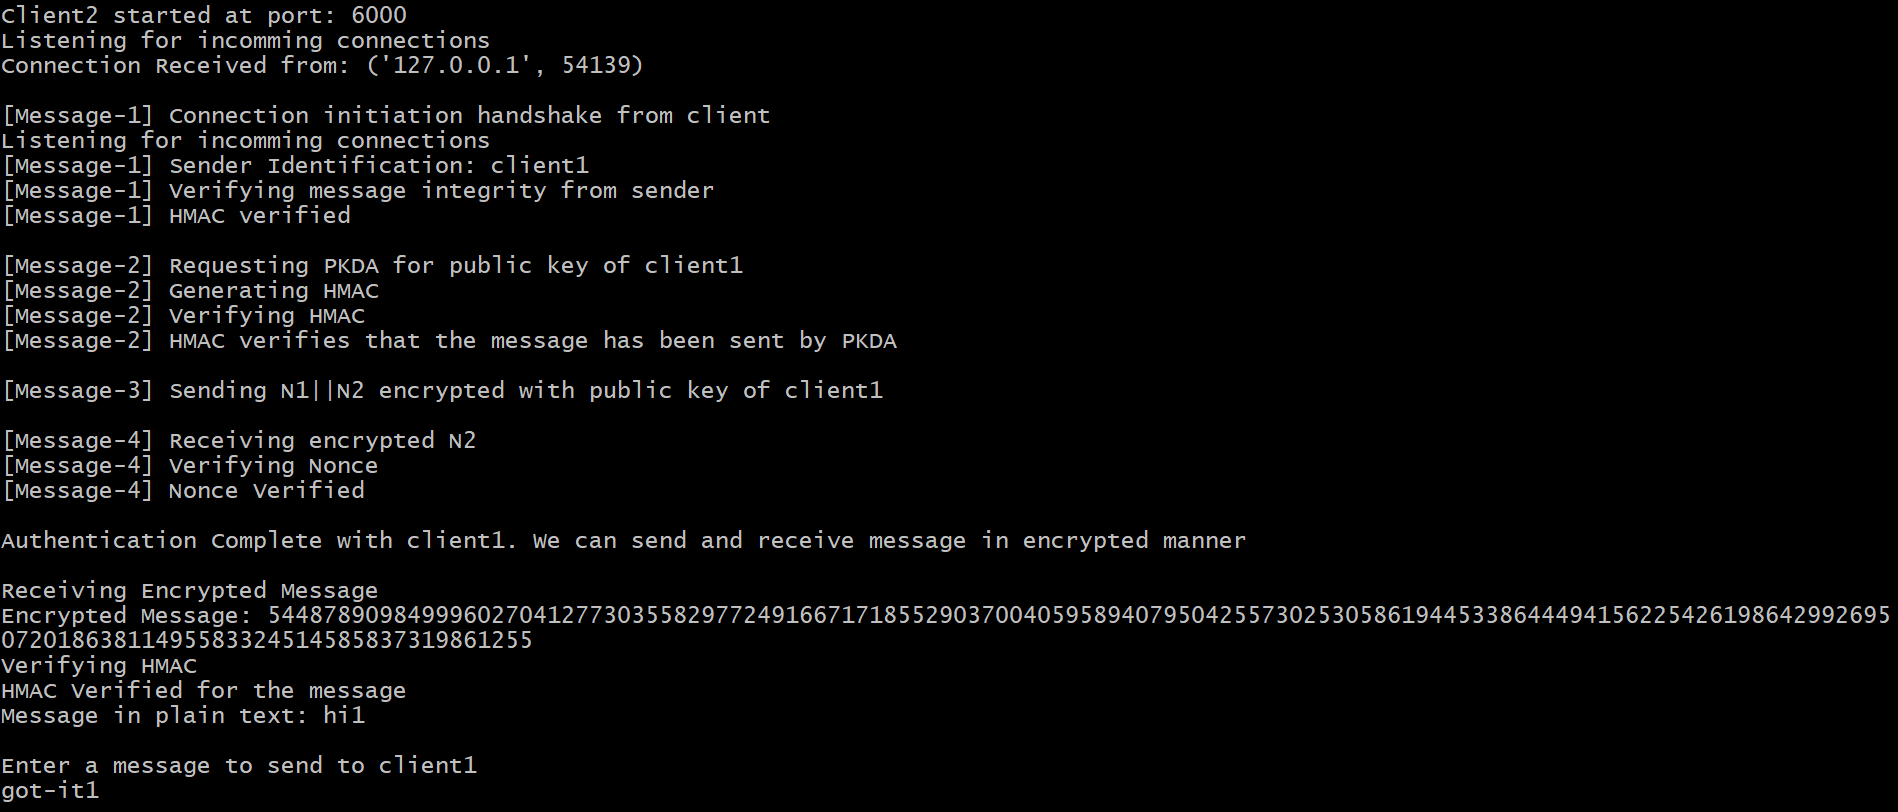 Client2 started at port: 6000
Listening for incomming connections
Connection Received from: ('127.0.0.1', 54139)
[Message-1] Connection initiation handshake from client
Listening for incomming connections
[Message-1] Sender Identification: client1
[Message-1] Verifying message integrity from sender
[Message-1] HMAC verified
[Message-2] Requesting PKDA for public key of client1
[Message-2] Generating HMAC
[Message-2] Verifying HMAC
[Message-2] HMAC verifies that the message has been sent by PKDA
[Message-3] Sending N1||N2 encrypted with public key of client1
[Message-4] Receiving encrypted N2
[Message-4] Verifying Nonce
[Message-4] Nonce Verified
Authentication Complete with client1. We can send and receive message in encrypted manner
Receiving Encrypted Message
Encrypted Message: 54487890984999602704127730355829772491667171855290370040595894079504255730253058619445338644494156225426198642992695
07201863811495583324514585837319861255
Verifying HMAC
HMAC Verified for the message
Message in plain text: hi1
Enter a message to send to client1
got-it1